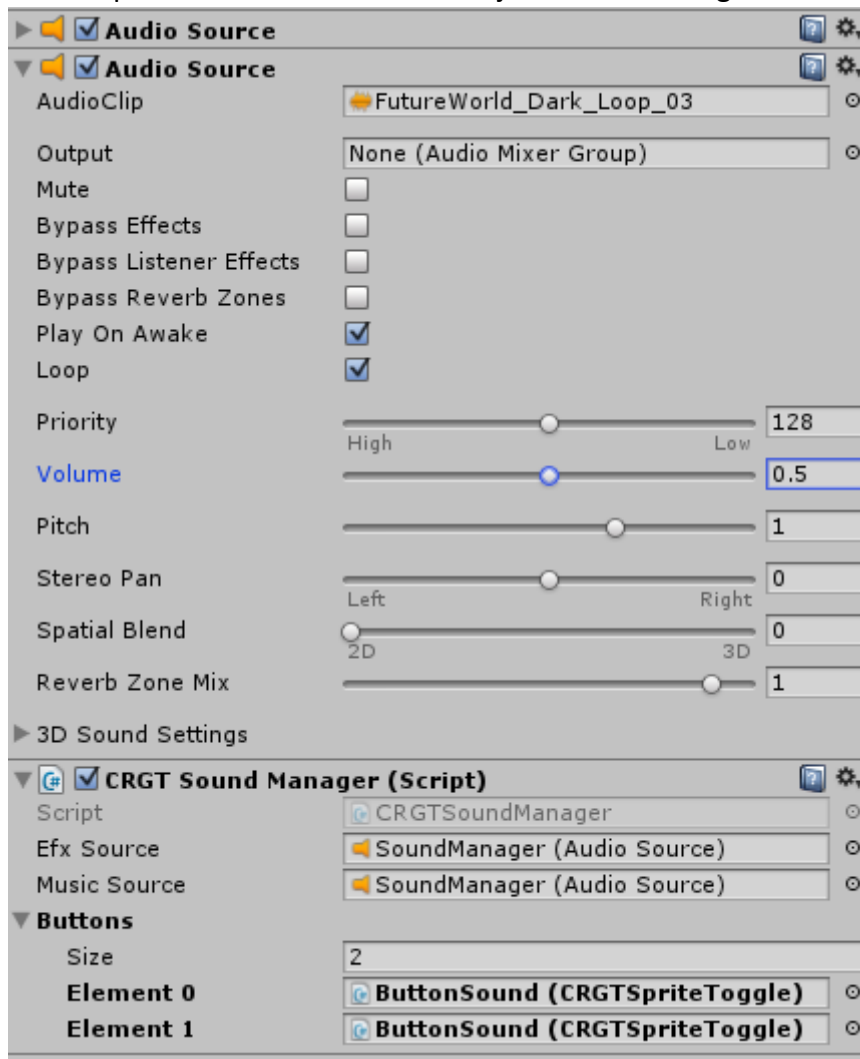 Audio Source
Audio Source
AudioClip FutureWorld_Dark_Loop_03
Output None (Audio Mixer Group)
Mute
Bypass Effects
Bypass Listener Effects
Bypass Reverb Zones
Play On Awake
Loop
Priority 128
High Low
Volume 0.5
Pitch 1
Stereo Pan 0
Left Right
Spatial Blend 0
2D 3D
Reverb Zone Mix 1
3D Sound Settings
CRGT Sound Manager (Script)
Script CRGTSoundManager
Efx Source SoundManager (Audio Source)
Music Source SoundManager (Audio Source)
Buttons
Size 2
Element 0 ButtonSound (CRGTSpriteToggle)
Element 1 ButtonSound (CRGTSpriteToggle)